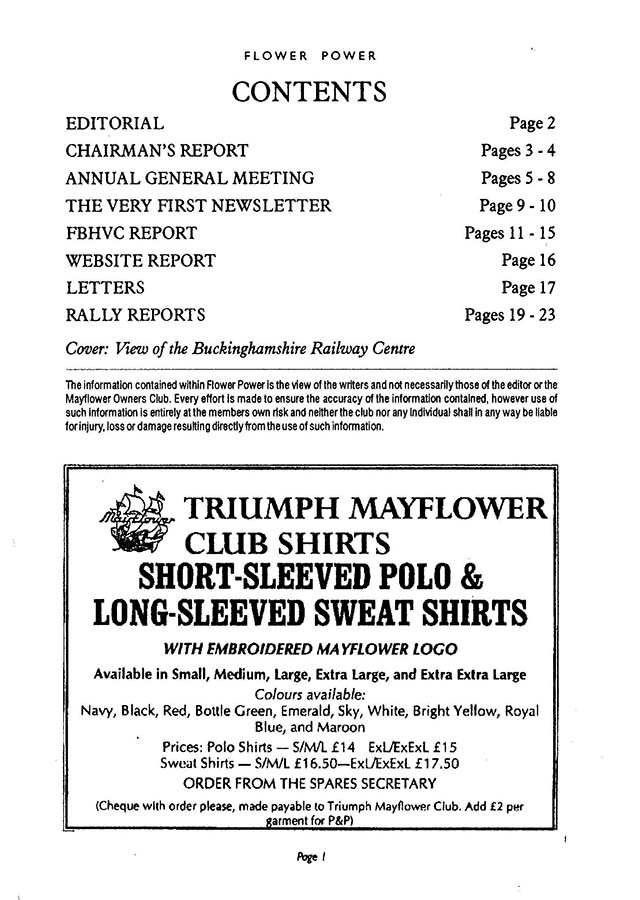 FLOWER POWER
CONTENTS
EDITORIAL Page 2
CHAIRMAN'S REPORT Pages 3 - 4
ANNUAL GENERAL MEETING Pages 5 - 8
THE VERY FIRST NEWSLETTER Page 9 - 10
FBHVC REPORT Pages 11 - 15
WEBSITE REPORT Page 16
LETTERS Page 17
RALLY REPORTS Pages 19 - 23
Cover: View of the Buckinghamshire Railway Centre
The information contained within Flower Power is the view of the writers and not necessarily those of the editor or the
Mayflower Owners Club. Every effort is made to ensure the accuracy of the information contained, however use of
such information is entirely at the members own risk and neither the club nor any individual shall in any way be liable
for injury, loss or damage resulting directly from the use of such information.
Mayflower
TRIUMPH MAYFLOWER
CLUB SHIRTS
SHORT-SLEEVED POLO &
LONG-SLEEVED SWEAT SHIRTS
WITH EMBROIDERED MAYFLOWER LOGO
Available in Small, Medium, Large, Extra Large, and Extra Extra Large
Colours available:
Navy, Black, Red, Bottle Green, Emerald, Sky, White, Bright Yellow, Royal
Blue, and Maroon
Prices: Polo Shirts — S/M/L £14 ExL/ExExL £15
Sweat Shirts — S/M/L £16.50—ExL/ExExL £17.50
ORDER FROM THE SPARES SECRETARY
(Cheque with order please, made payable to Triumph Mayflower Club. Add £2 per
garment for P&P)
Page 1